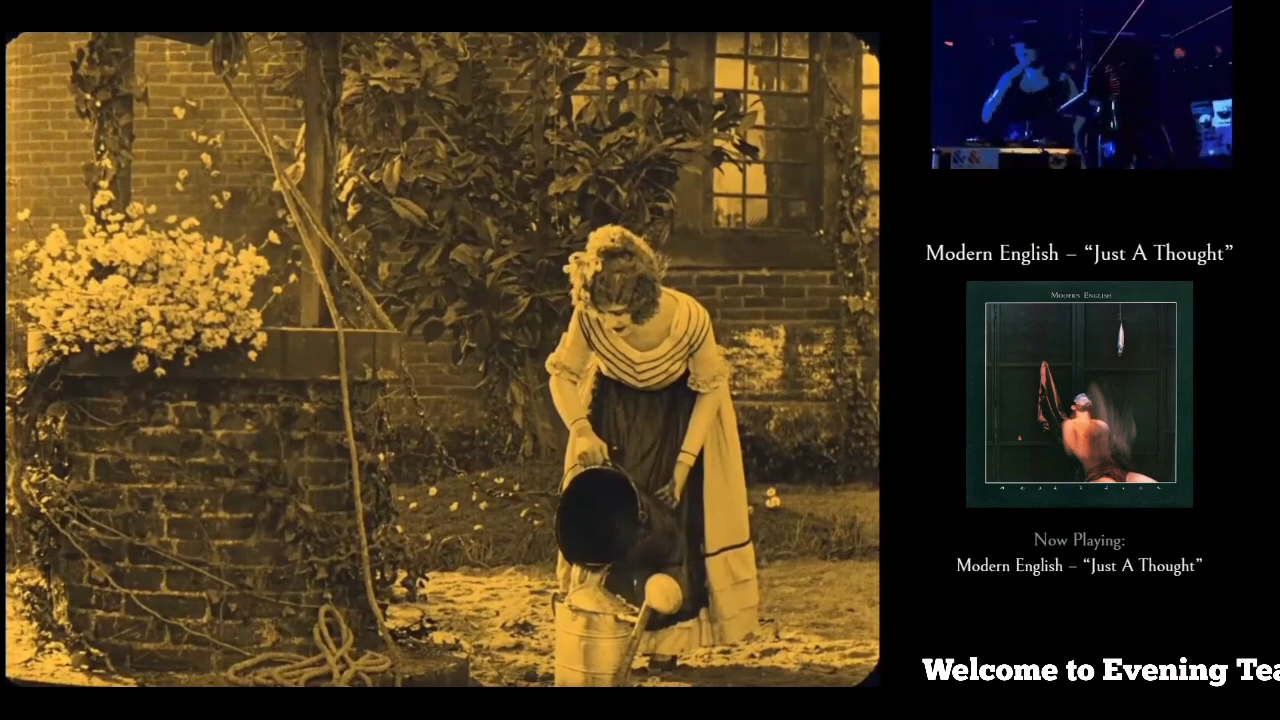 & &
Modern English – “Just A Thought”
Modern English
Now Playing:
Modern English – “Just A Thought”
Welcome to Evening Tea